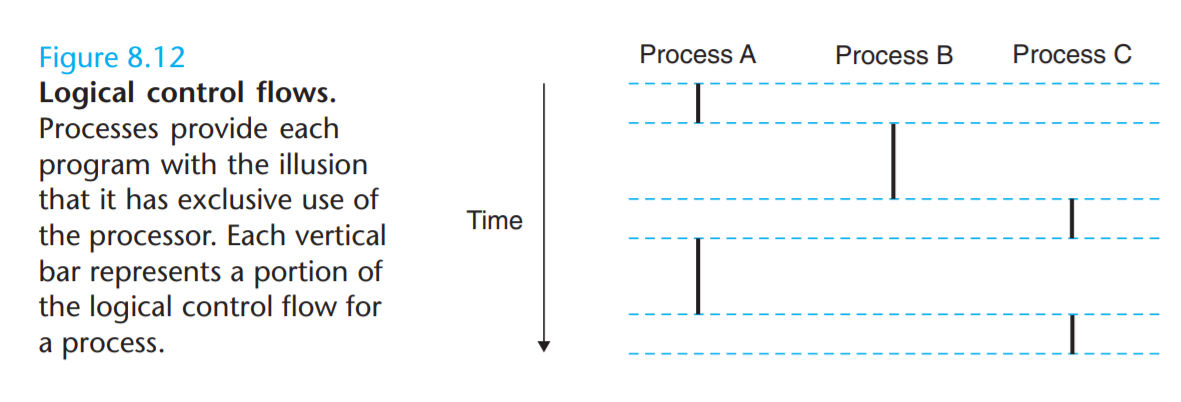 Figure 8.12
Logical control flows.
Processes provide each
program with the illusion
that it has exclusive use of
the processor. Each vertical
bar represents a portion of
the logical control flow for
a process.
Time
Process A Process B Process C